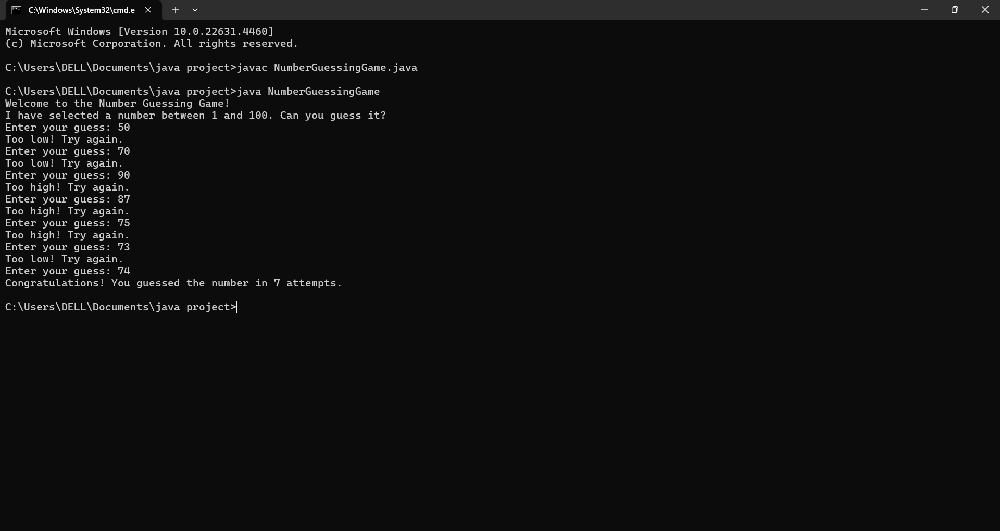 C:\Windows\System32\cmd.e
Microsoft Windows [Version 10.0.22631.4460]
(c) Microsoft Corporation. All rights reserved.
C:\Users\DELL\Documents\java project>javac NumberGuessingGame.java
C:\Users\DELL\Documents\java project>java NumberGuessingGame
Welcome to the Number Guessing Game!
I have selected a number between 1 and 100. Can you guess it?
Enter your guess: 50
Too low! Try again.
Enter your guess: 70
Too low! Try again.
Enter your guess: 90
Too high! Try again.
Enter your guess: 87
Too high! Try again.
Enter your guess: 75
Too high! Try again.
Enter your guess: 73
Too low! Try again.
Enter your guess: 74
Congratulations! You guessed the number in 7 attempts.
C:\Users\DELL\Documents\java project>